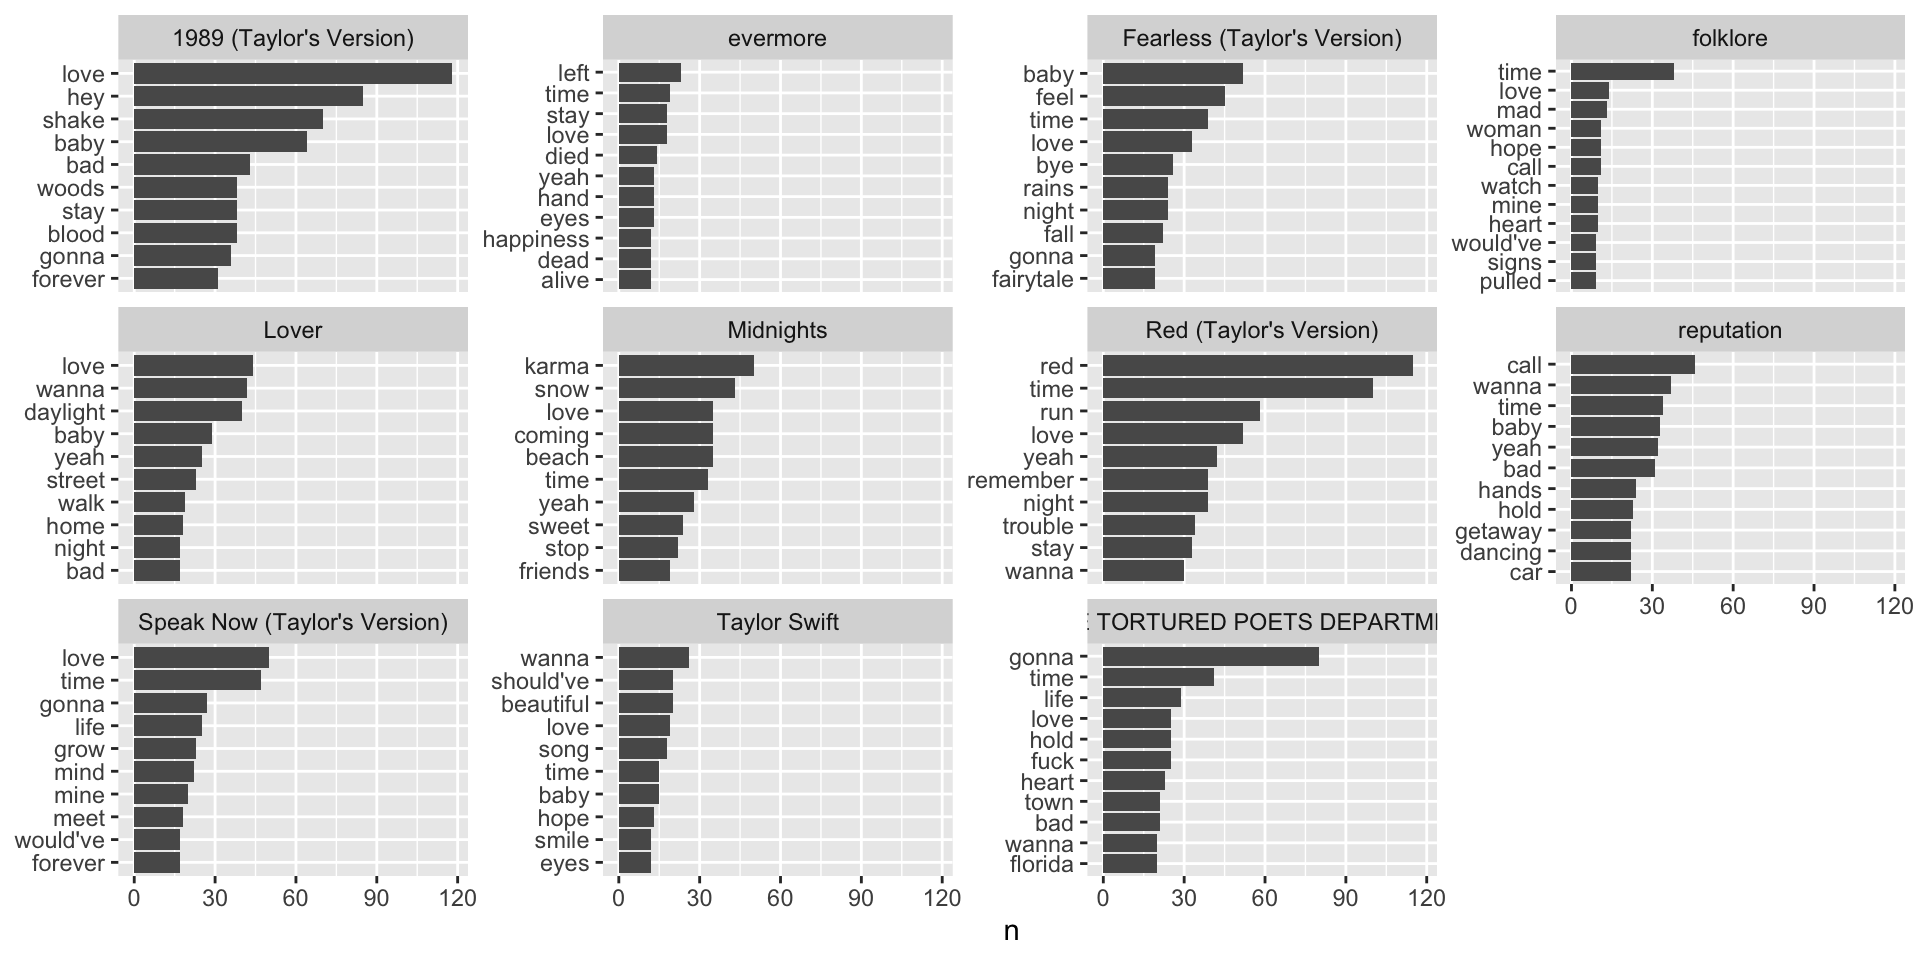 1989 (Taylor's Version)
love
hey
shake
baby
bad
woods
stay
blood
gonna
forever
evermore
left
time
stay
love
died
yeah
hand
eyes
happiness
dead
alive
Fearless (Taylor's Version)
baby
feel
time
love
bye
rains
night
fall
gonna
fairytale
folklore
time
love
mad
woman
hope
call
watch
mine
heart
would've
signs
pulled
Lover
love
wanna
daylight
baby
yeah
street
walk
home
night
bad
Midnights
karma
snow
love
coming
beach
time
yeah
sweet
stop
friends
Red (Taylor's Version)
red
time
run
love
yeah
remember
night
trouble
stay
wanna
reputation
call
wanna
time
baby
yeah
bad
hands
hold
getaway
dancing
car
0 30 60 90 120
Speak Now (Taylor's Version)
love
time
gonna
life
grow
mind
mine
meet
would've
forever
0 30 60 90 120
Taylor Swift
wanna
should've
beautiful
love
song
time
baby
hope
smile
eyes
0 30 60 90 120
TORTURED POETS DEPARTM
gonna
time
life
love
hold
fuck
heart
town
bad
wanna
florida
0 30 60 90 120
n